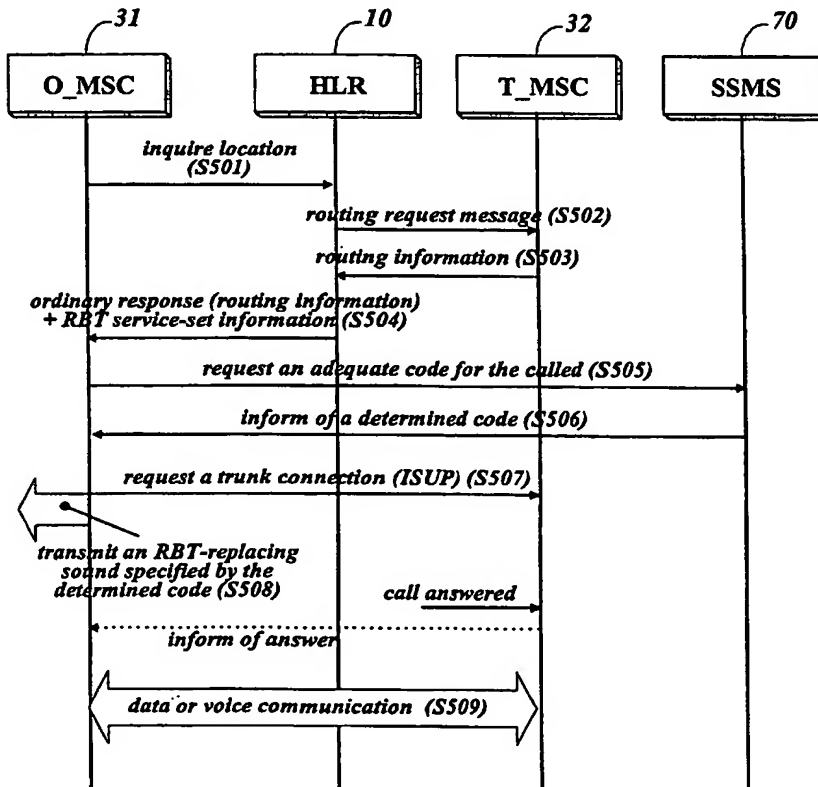 31
10
32
70
O_MSC
HLR
T_MSC
SSMS
inquire location
(S501)
routing request message (S502)
routing information (S503)
ordinary response (routing information)
+ RBT service-set information (S504)
request an adequate code for the called (S505)
inform of a determined code (S506)
request a trunk connection (ISUP) (S507)
transmit an RBT-replacing
sound specified by the
determined code (S508)
call answered
inform of answer
data or voice communication (S509)